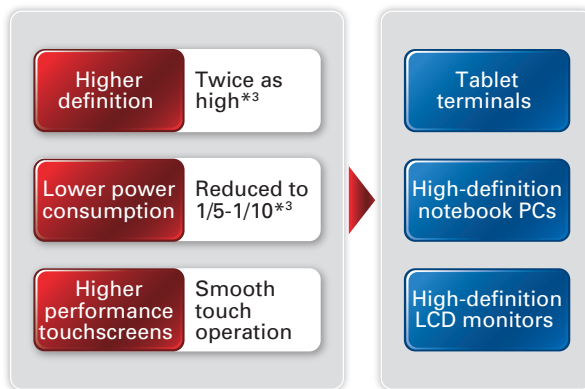 Higher
definition
Twice as
high*3
Lower power
consumption
Reduced to
1/5-1/10*3
Higher
performance
touchscreens
Smooth
touch
operation
Tablet
terminals
High-definition
notebook PCs
High-definition
LCD monitors